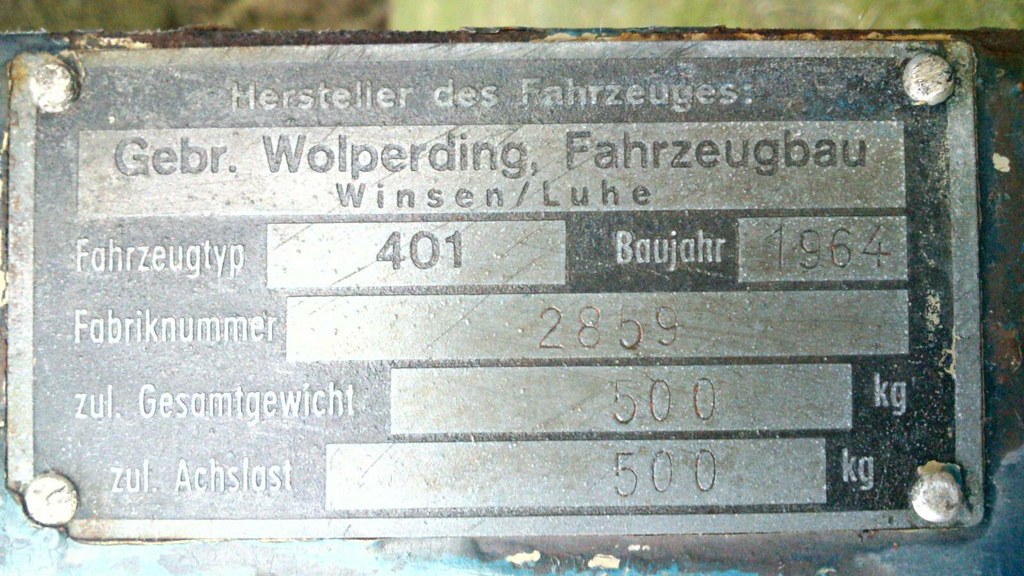 Hersteller des Fahrzeuges:
Gebr. Wolperding, Fahrzeugbau
Winsen/Luhe
Fahrzeugtyp 401 Baujahr 1964
Fabriknummer 2859
zul. Gesamtgewicht 500 kg
zul. Achslast 500 kg